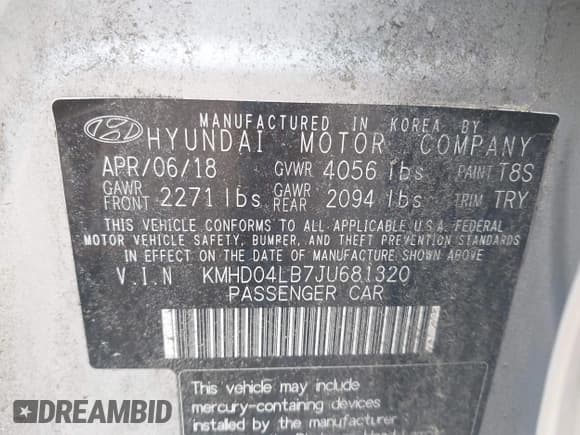 MANUFACTURED IN KOREA BY
HYUNDAI MOTOR COMPANY
APR/06/18 GVWR 4056 lbs PAINT T8S
GAWR FRONT 2271 lbs GAWR REAR 2094 lbs TRIM TRY
THIS VEHICLE CONFORMS TO ALL APPLICABLE U.S.A. FEDERAL
MOTOR VEHICLE SAFETY, BUMPER, AND THEFT PREVENTION STANDARDS
IN EFFECT ON THE DATE OF MANUFACTURE SHOWN ABOVE.
V I N KMHD04LB7JU681320
PASSENGER CAR
This vehicle may include
mercury-containing devices
installed by the manufacturer
DREAMBID